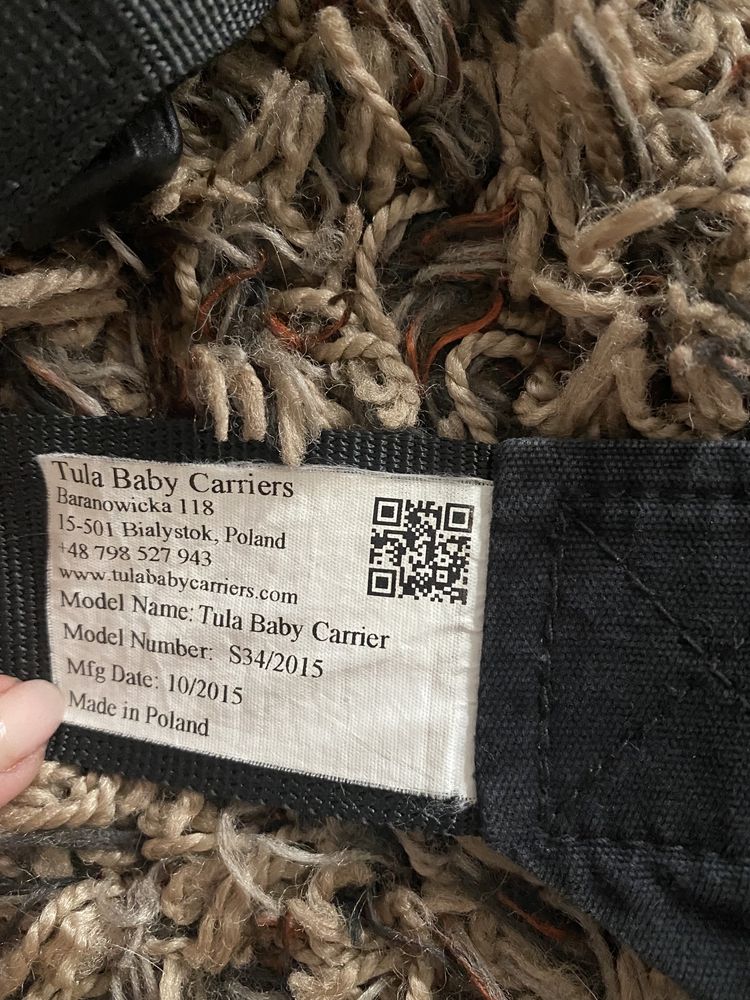 Tula Baby Carriers
Baranowicka 118
15-501 Bialystok, Poland
+48 798 527 943
www.tulababycarriers.com
Model Name: Tula Baby Carrier
Model Number: S34/2015
Mfg Date: 10/2015
Made in Poland